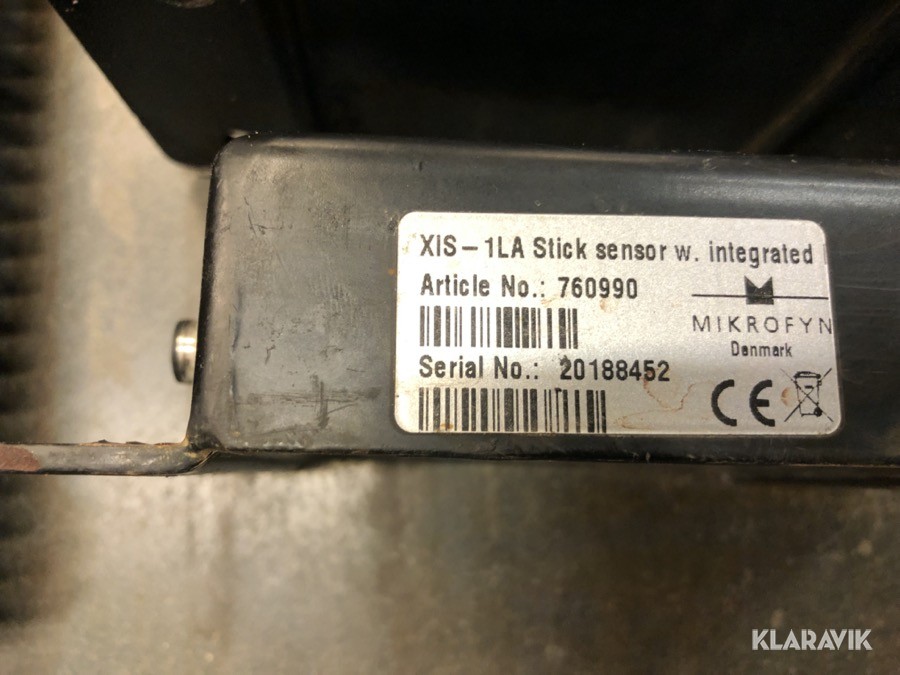 XIS-1LA Stick sensor w. integrated
Article No.: 760990
MIKROFYN
Denmark
Serial No.: 20188452
CE
KLARAVIK